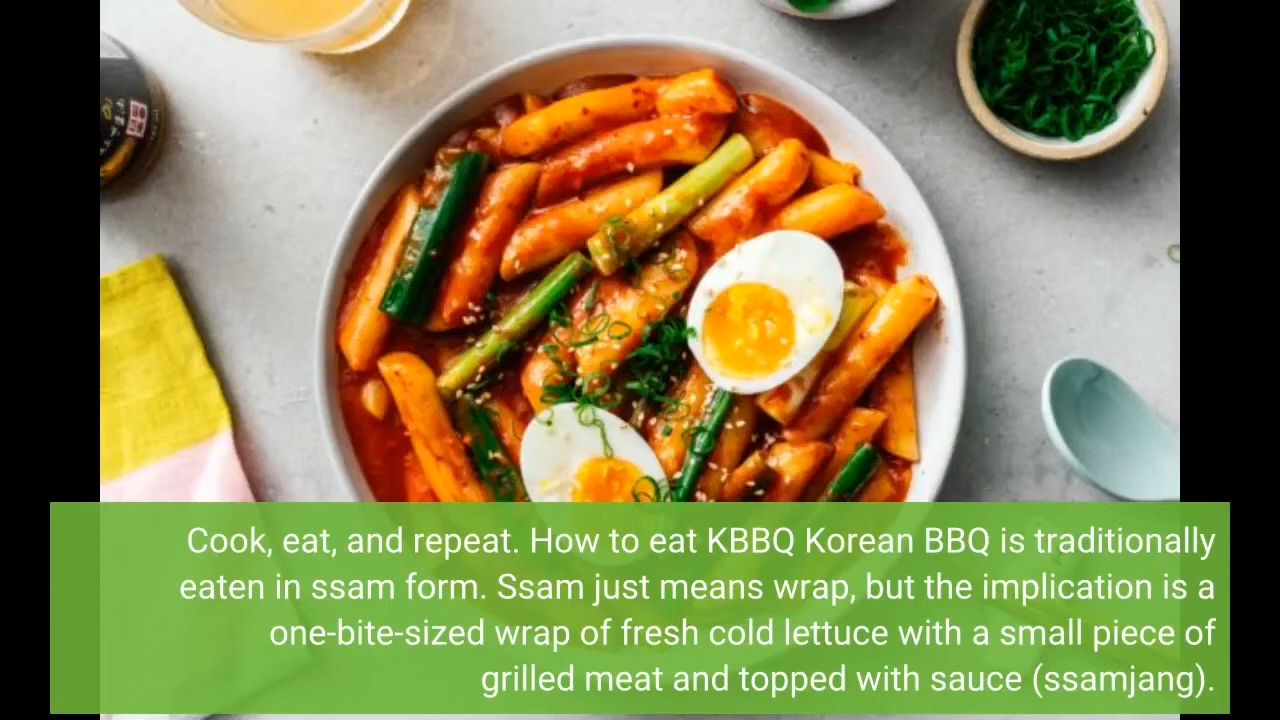 Cook, eat, and repeat. How to eat KBBQ Korean BBQ is traditionally
eaten in ssam form. Ssam just means wrap, but the implication is a
one-bite-sized wrap of fresh cold lettuce with a small piece of
grilled meat and topped with sauce (ssamjang).